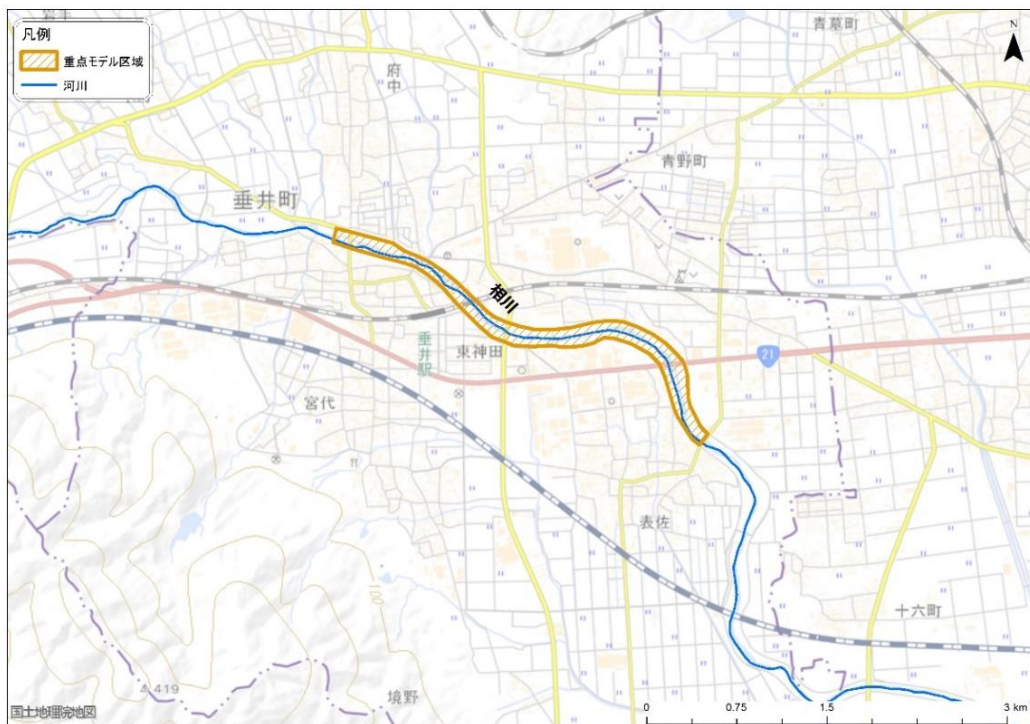 凡例
重点モデル区域
河川
N
青墓町
府中
青野町
垂井町
相川
21
垂井駅
東神田
宮代
表佐
100
十六町
419
境野
国土地理院地図
0 0.75 1.5 3 km